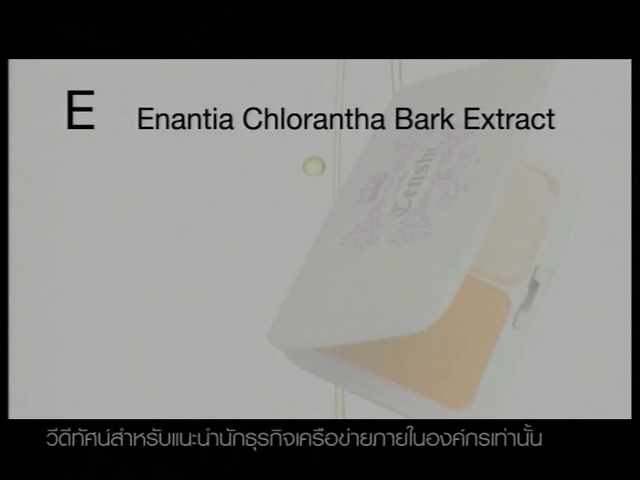 E Enantia Chlorantha Bark Extract
Tenshi
วีดีทัศน์สำหรับแนะนำนักธุรกิจเครือข่ายภายในองค์กรเท่านั้น